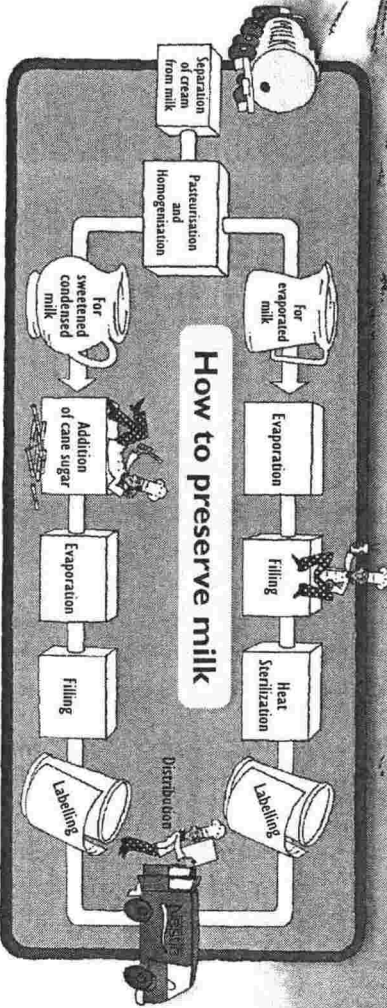 How to preserve milk
Separation
of cream
from milk
Pasteurisation
and
Homogenisation
For
evaporated
milk
Evaporation
Filling
Heat
Sterilization
Labelling
For
sweetened
condensed
milk
Addition
of cane sugar
Evaporation
Filling
Labelling
Distribution
Nestlé